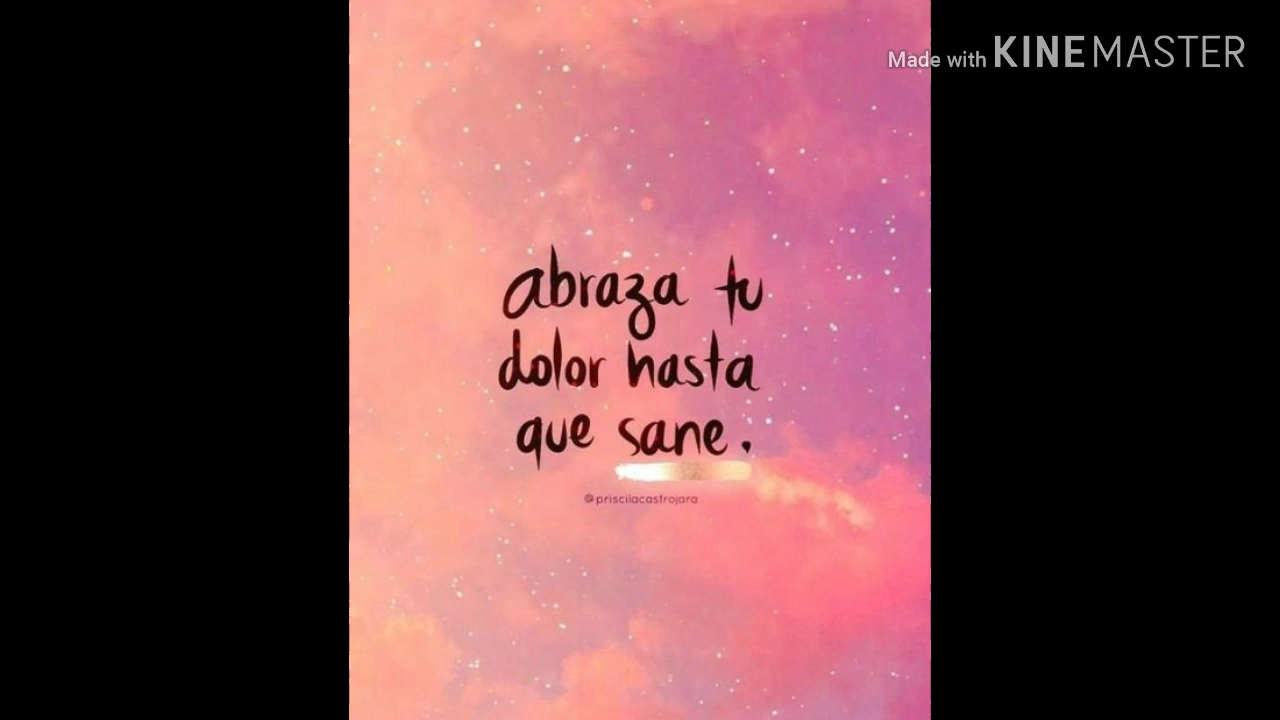 Made with KINEMASTER
abraza tu
dolor hasta
que sane.
@priscilacastrojara